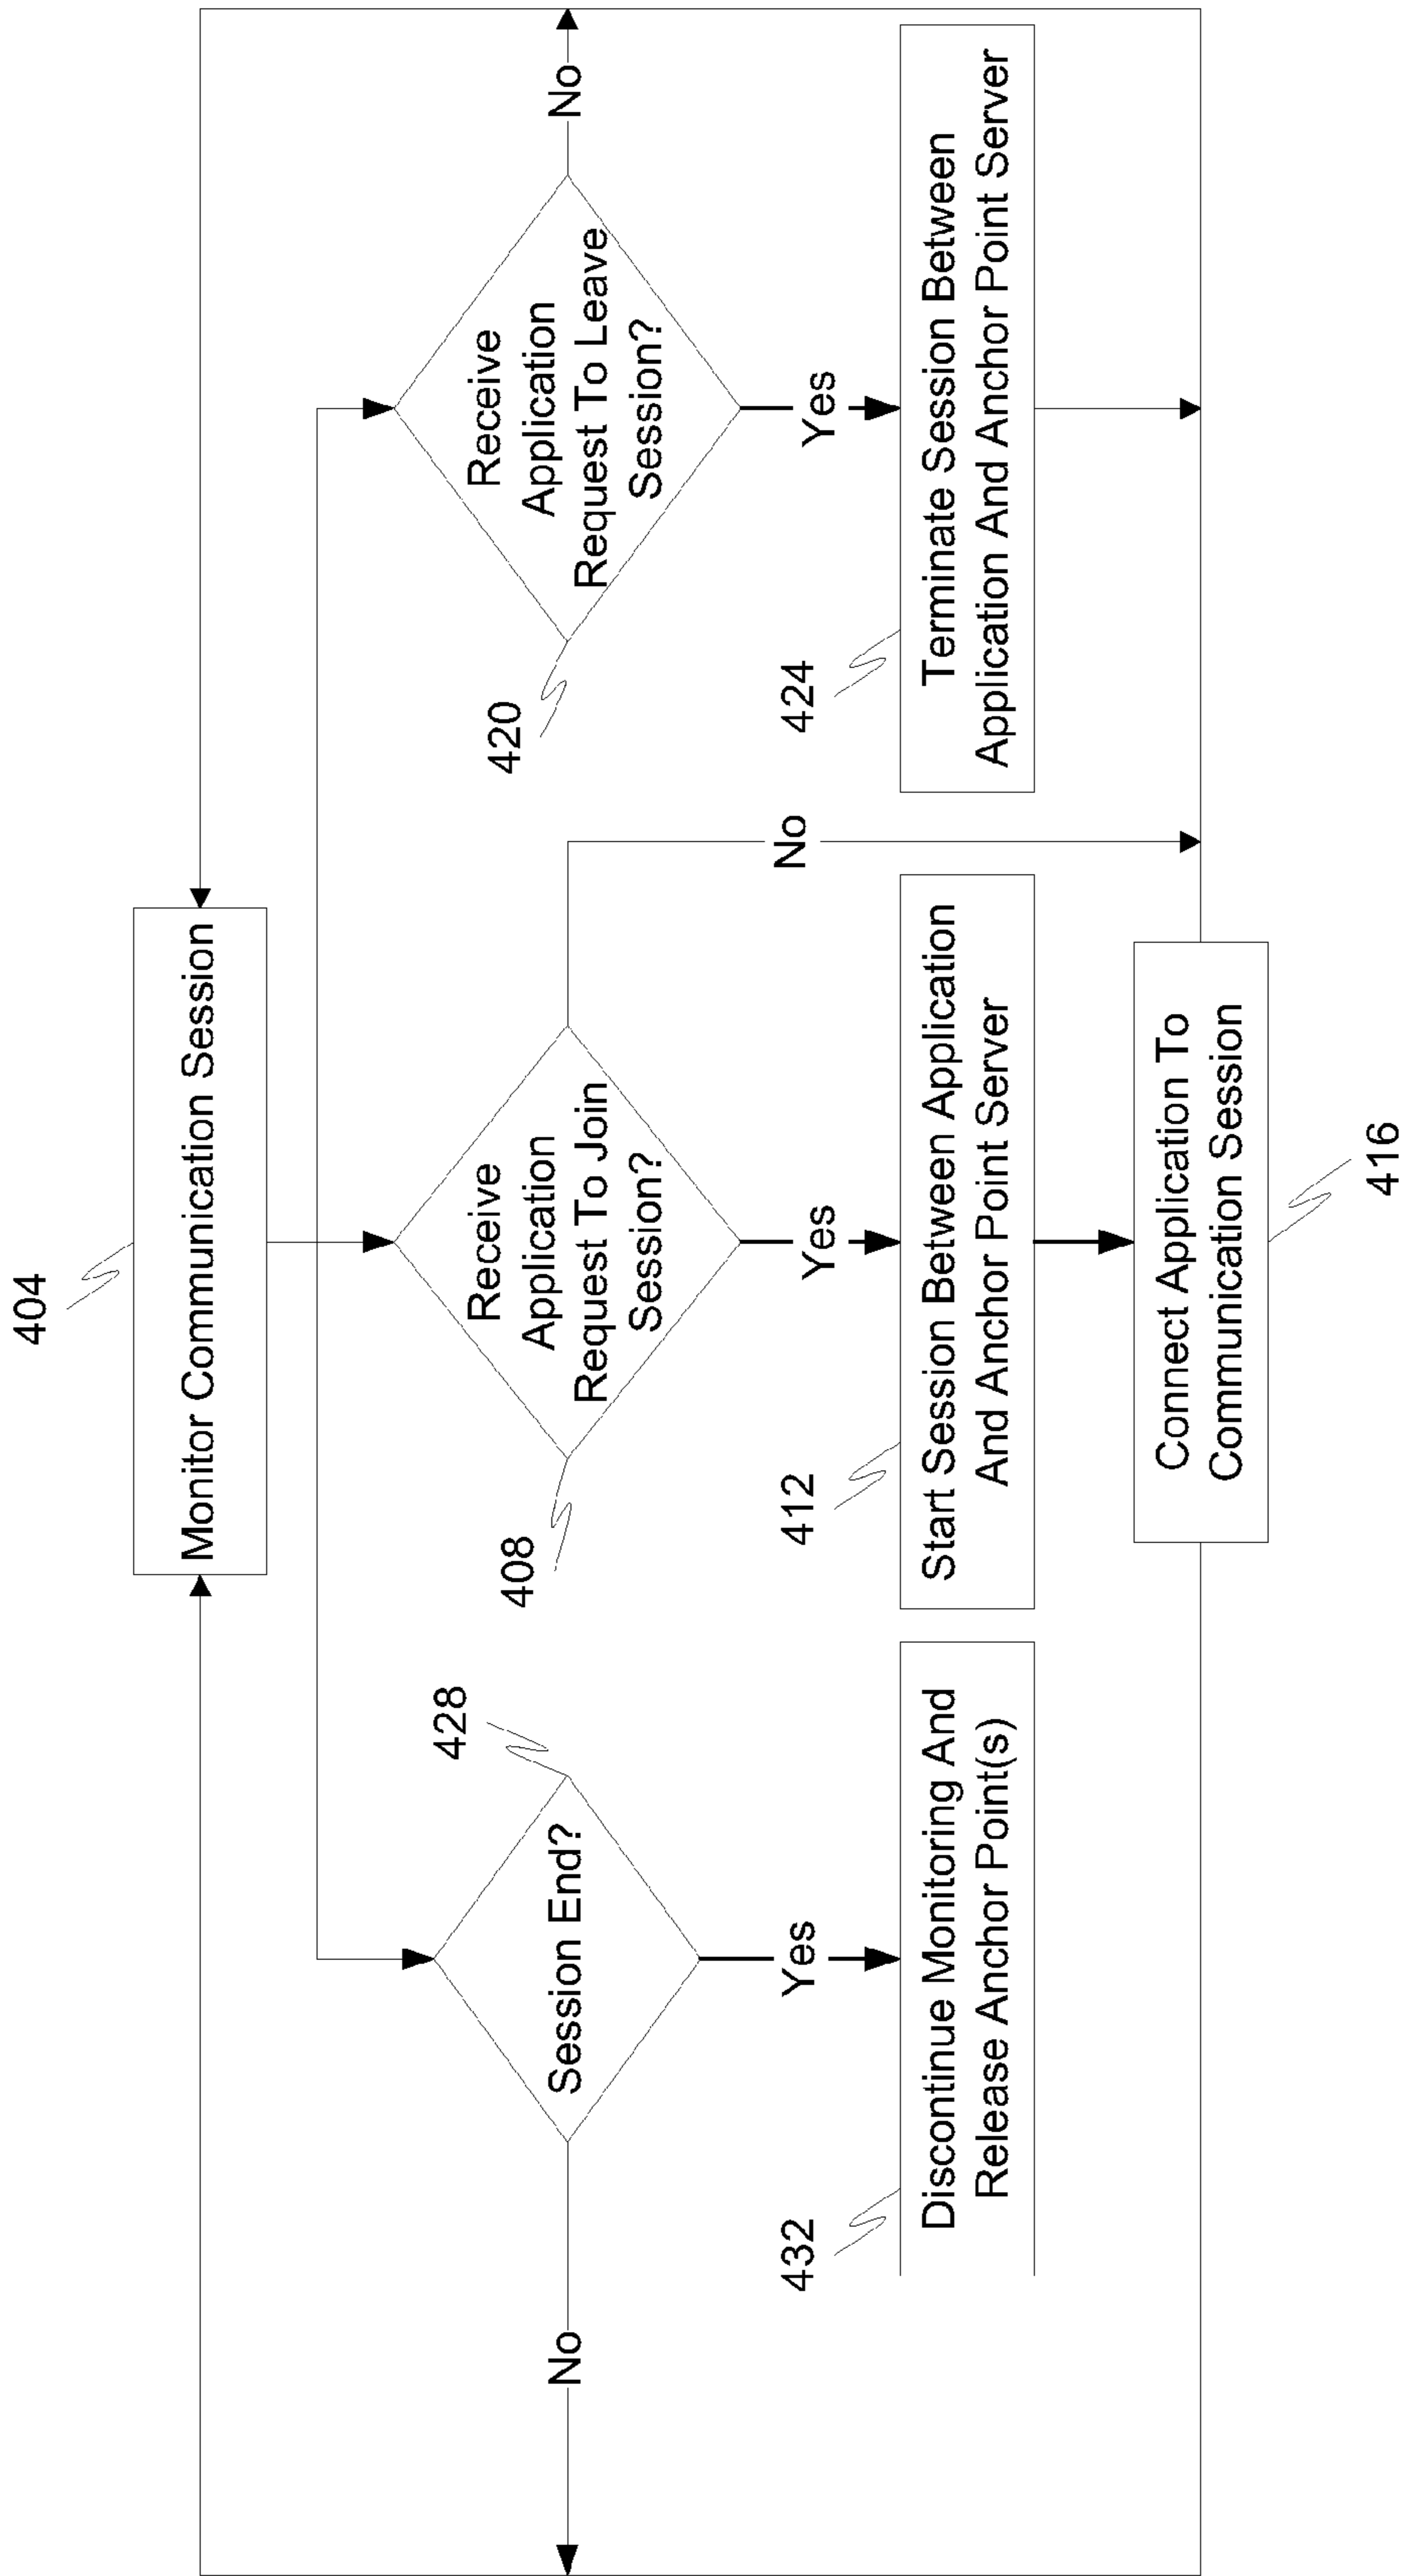 404
Monitor Communication Session
428
Session End?
No
Yes
432
Discontinue Monitoring And
Release Anchor Point(s)
408
Receive
Application
Request To Join
Session?
No
Yes
412
Start Session Between Application
And Anchor Point Server
Connect Application To
Communication Session
416
420
Receive
Application
Request To Leave
Session?
No
Yes
424
Terminate Session Between
Application And Anchor Point Server